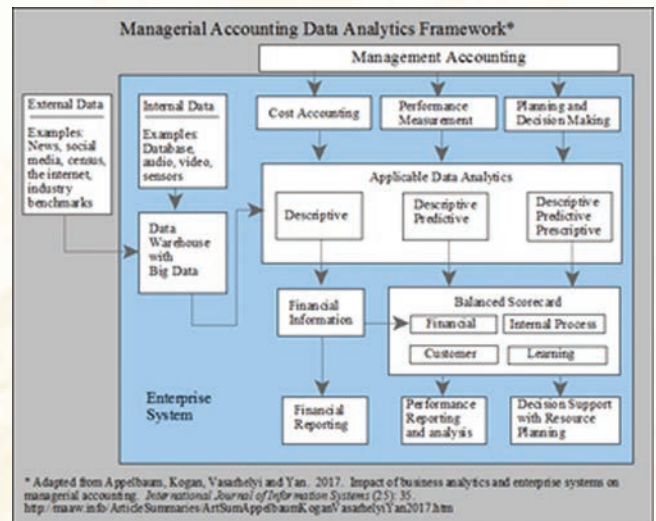 Managerial Accounting Data Analytics Framework*
Management Accounting
External Data
Examples:
News, social
media, census,
the internet,
industry
benchmarks
Internal Data
Examples:
Database,
audio, video,
sensors
Cost Accounting
Performance
Measurement
Planning and
Decision Making
Applicable Data Analytics
Descriptive
Descriptive
Predictive
Descriptive
Predictive
Prescriptive
Data
Warehouse
with
Big Data
Financial
Information
Balanced Scorecard
Financial
Internal Process
Customer
Learning
Enterprise
System
Financial
Reporting
Performance
Reporting
and analysis
Decision Support
with Resource
Planning
* Adapted from Appelbaum, Kogan, Vasarhelyi and Yan. 2017. Impact of business analytics and enterprise systems on
managerial accounting. International Journal of Information Systems (25): 35.
http://maaw.info/ArticleSummaries/ArtSumAppelbaumKoganVasarhelyiYan2017.htm